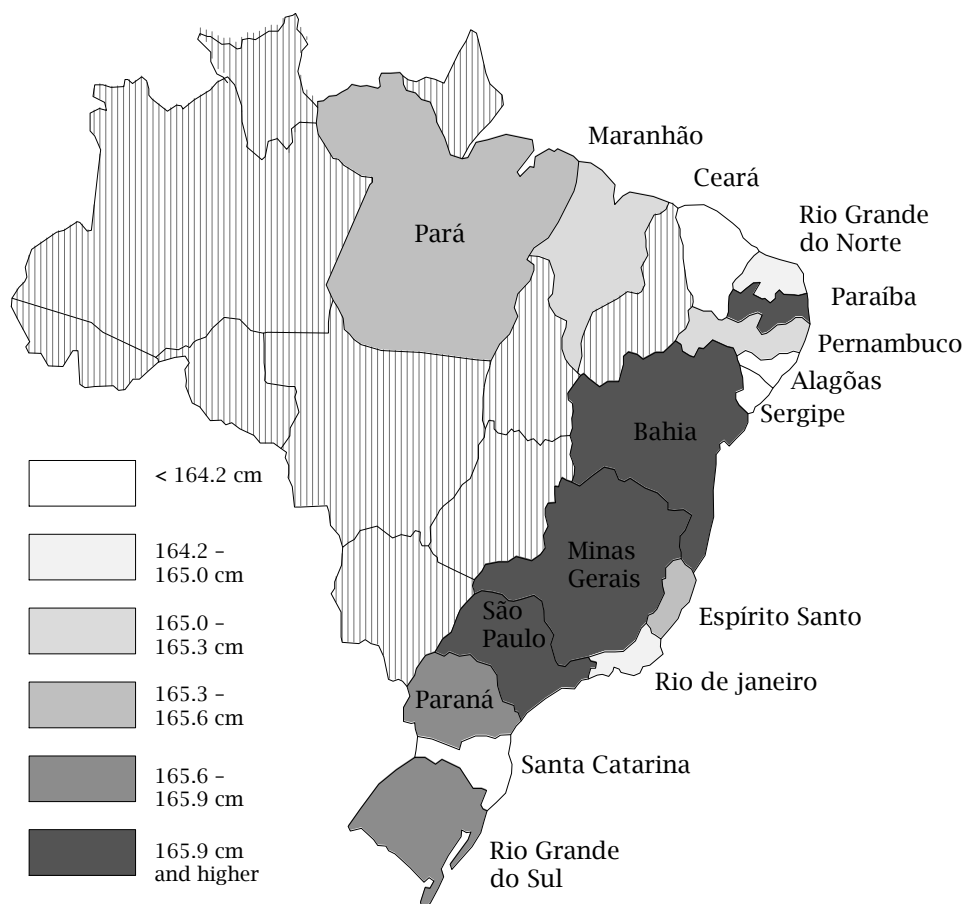 Maranhão
Ceará
Rio Grande
do Norte
Pará
Paraíba
Pernambuco
Alagõas
Sergipe
Bahia
< 164.2 cm
164.2 –
165.0 cm
Minas
Gerais
165.0 –
165.3 cm
São
Paulo
Espírito Santo
Rio de janeiro
165.3 –
165.6 cm
Paraná
Santa Catarina
165.6 –
165.9 cm
165.9 cm
and higher
Rio Grande
do Sul